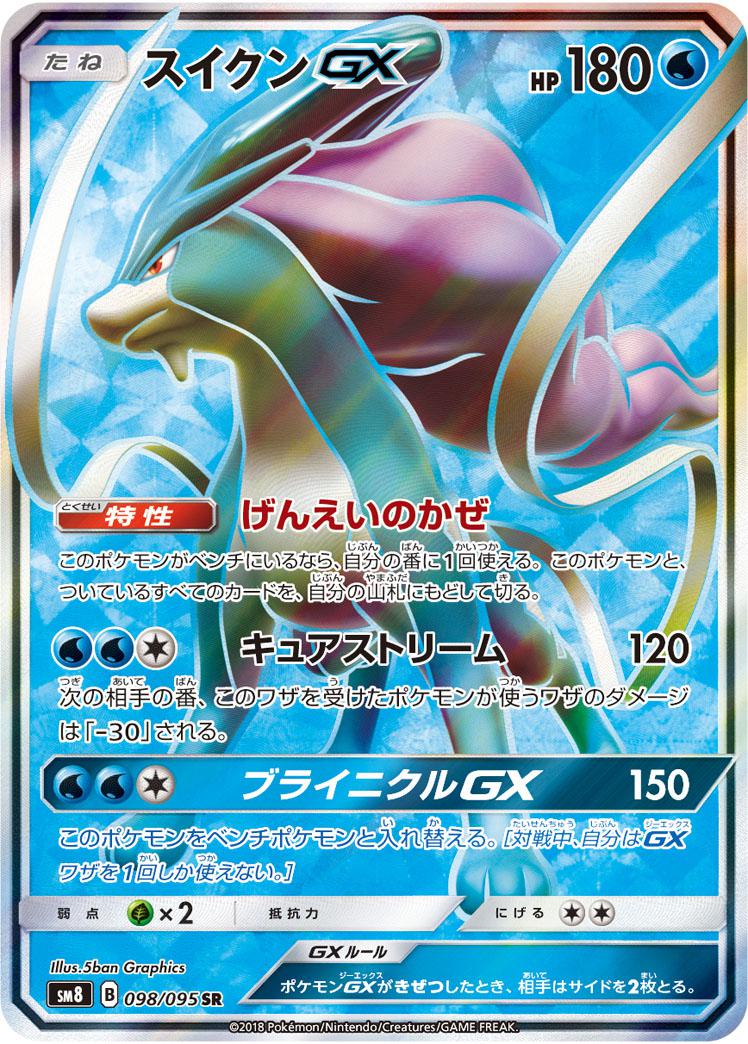 たね スイクンGX HP 180
とくせい
特性 げんえいのかぜ
このポケモンがベンチにいるなら、自分の番に1回使える。このポケモンと、
ついているすべてのカードを、自分の山札にもどして切る。
キュアストリーム 120
次の相手の番、このワザを受けたポケモンが使うワザのダメージ
は「-30」される。
ブライニクルGX 150
このポケモンをベンチポケモンと入れ替える。[対戦中、自分はGX
ワザを1回しか使えない。]
弱点 ×2 抵抗力 にげる
GXルール
ポケモンGXがきぜつしたとき、相手はサイドを2枚とる。
Illus.5ban Graphics
SM8 B 098/095 SR
©2018 Pokémon/Nintendo/Creatures/GAME FREAK.